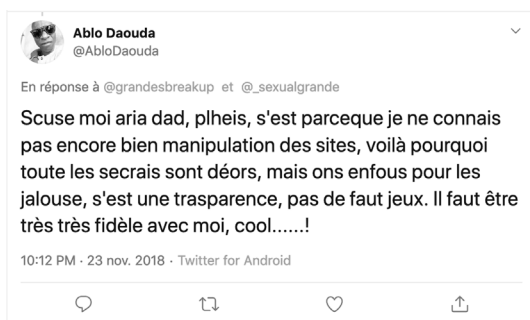 Ablo Daouda
@AbloDaouda
En réponse à @grandesbreakup et @_sexualgrande
Scuse moi aria dad, plheis, s'est parceque je ne connais
pas encore bien manipulation des sites, voilà pourquoi
toute les secrais sont déors, mais ons enfous pour les
jalouse, s'est une trasparence, pas de faut jeux. Il faut être
très très fidèle avec moi, cool......!
10:12 PM · 23 nov. 2018 · Twitter for Android